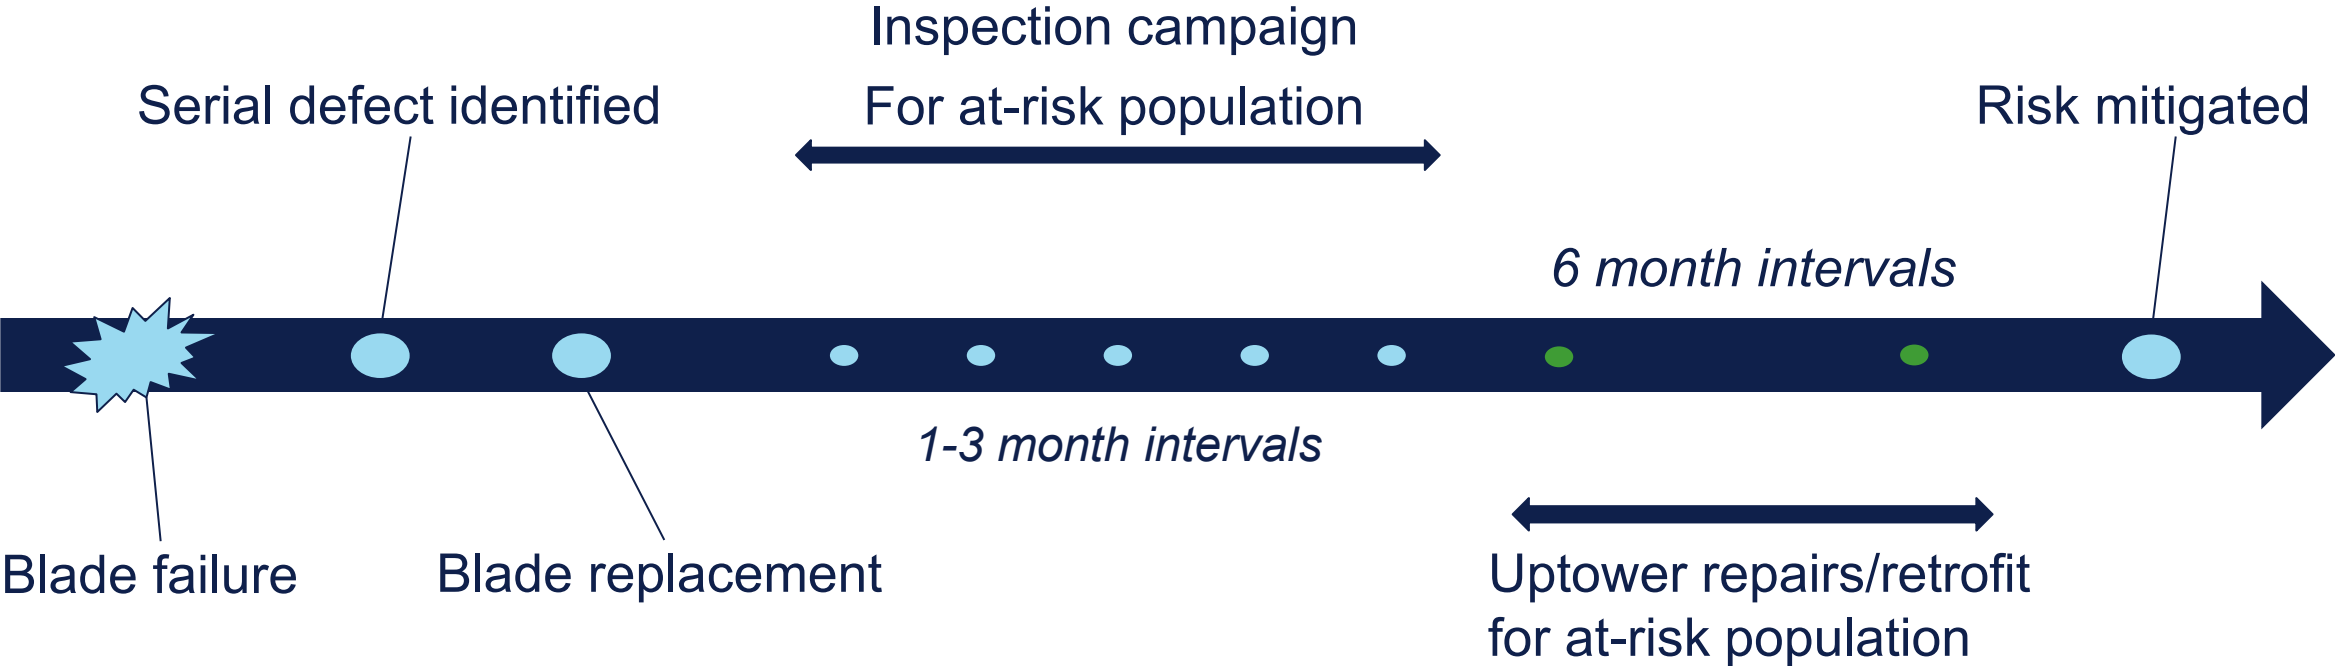 Inspection campaign
For at-risk population
Serial defect identified
Risk mitigated
6 month intervals
1-3 month intervals
Blade failure
Blade replacement
Uptower repairs/retrofit
for at-risk population